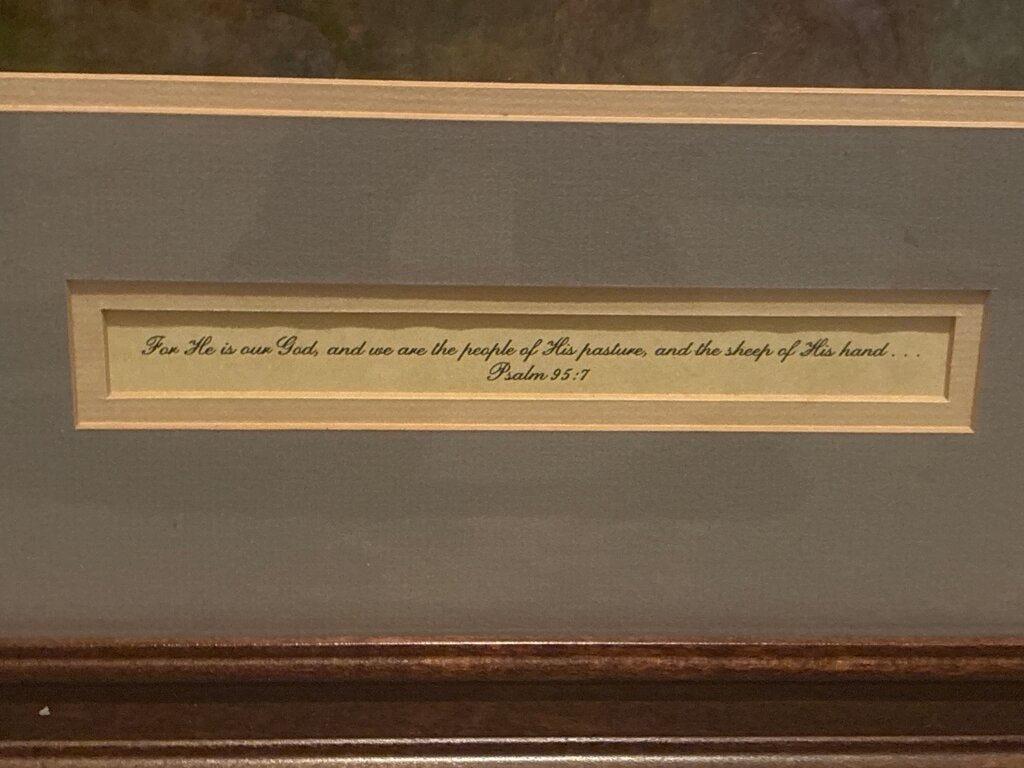 For He is our God, and we are the people of His pasture, and the sheep of His hand . . .
Psalm 95:7